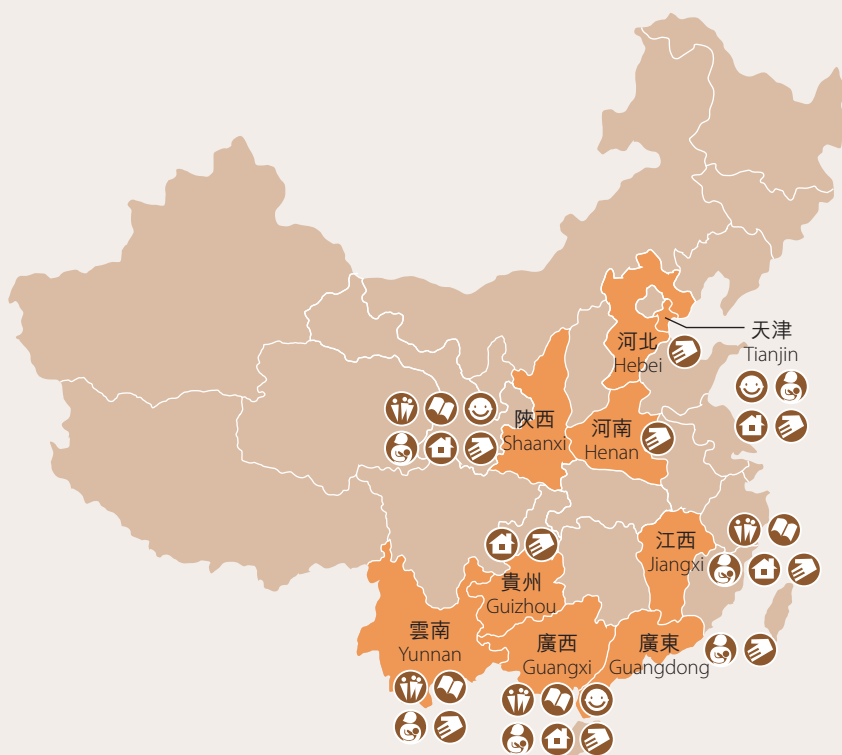 天津
Tianjin
河北
Hebei
陝西
Shaanxi
河南
Henan
江西
Jiangxi
貴州
Guizhou
雲南
Yunnan
廣西
Guangxi
廣東
Guangdong